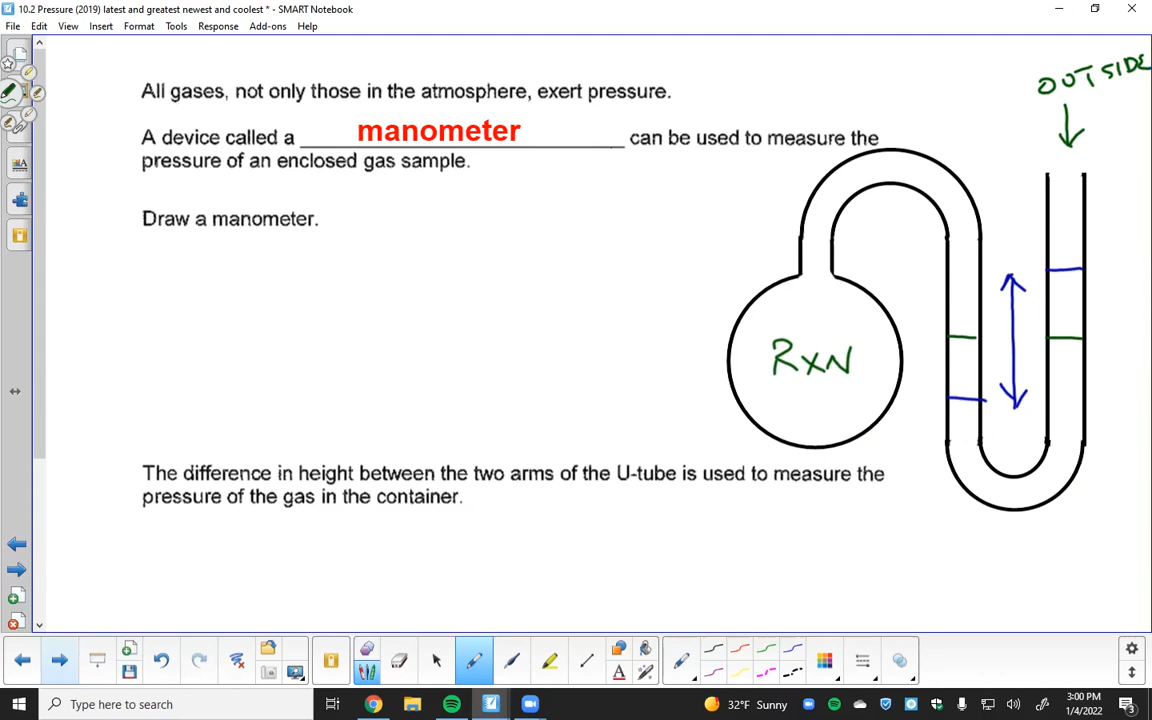 10.2 Pressure (2019) latest and greatest newest and coolest * - SMART Notebook
File Edit View Insert Format Tools Response Add-ons Help
OUTSIDE
All gases, not only those in the atmosphere, exert pressure.
A device called a manometer can be used to measure the
pressure of an enclosed gas sample.
Draw a manometer.
RXN
The difference in height between the two arms of the U-tube is used to measure the
pressure of the gas in the container.
Type here to search
32°F Sunny
3:00 PM
1/4/2022
3